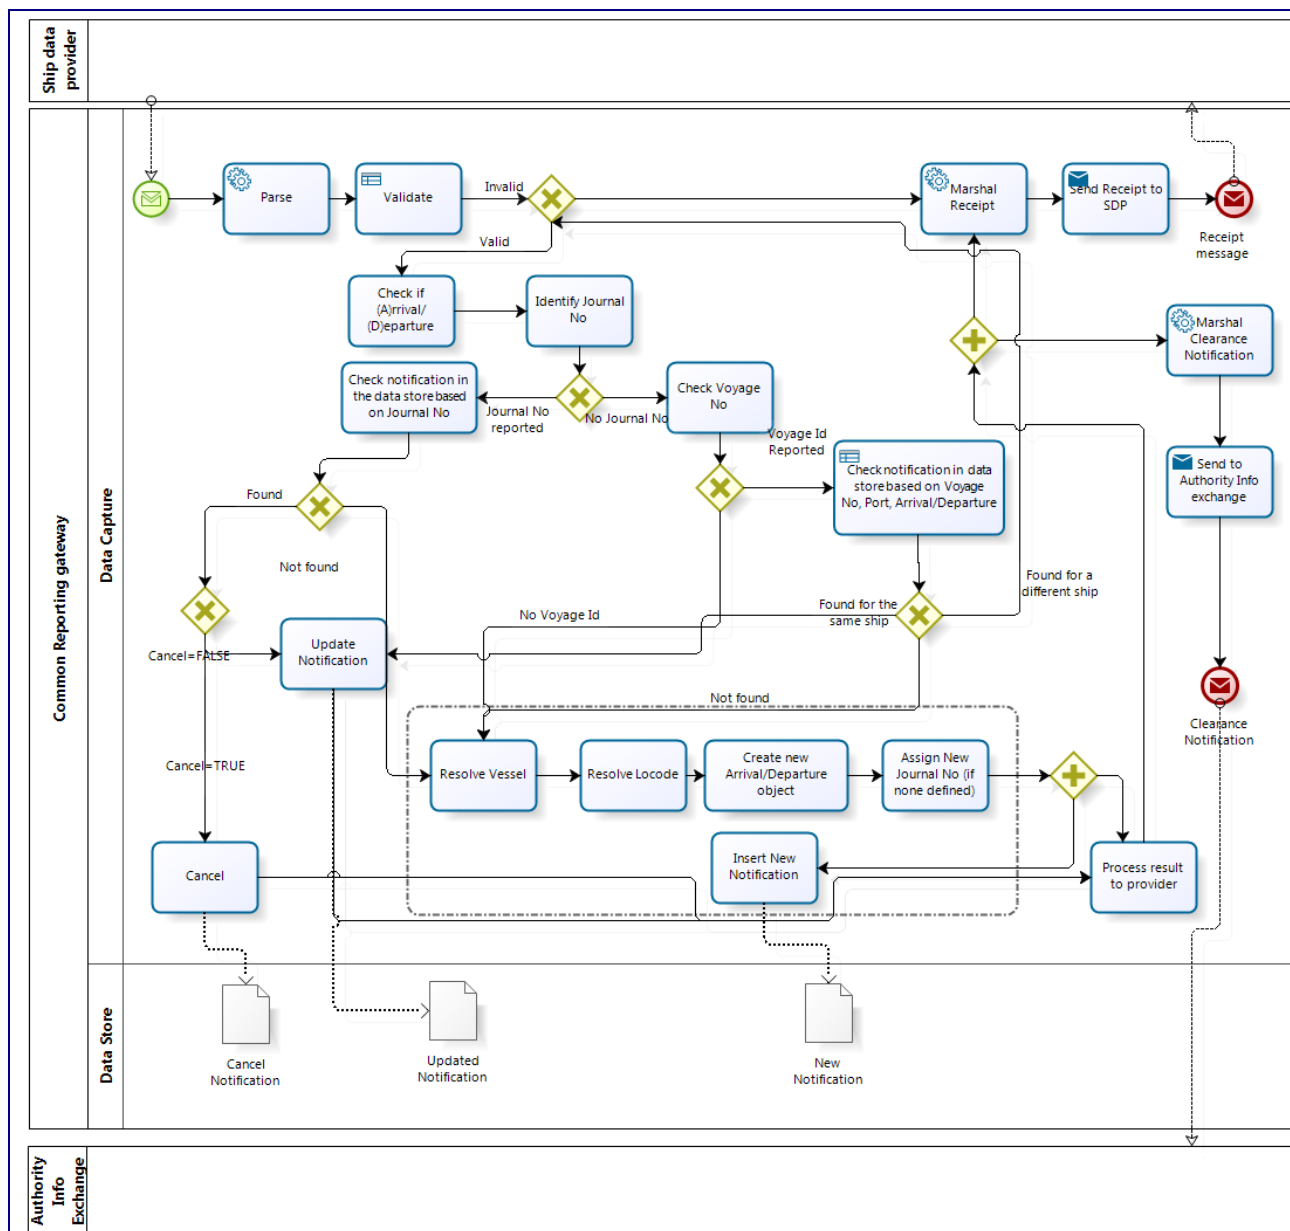 Ship data
provider
Common Reporting gateway
Data Capture
Parse
Validate
Invalid
Marshal
Receipt
Send Receipt to
SDP
Receipt
message
Valid
Check if
(A)rrival/
(D)eparture
Identify Journal
No
Marshal
Clearance
Notification
Check notification in
the data store based
on Journal No
Journal No
reported
No Journal No
Check Voyage
No
Voyage Id
Reported
Check notification in data
store based on Voyage
No, Port, Arrival/Departure
Send to
Authority Info
exchange
Found
Not found
Found for a
different ship
No Voyage Id
Found for the
same ship
Update
Notification
Cancel=FALSE
Not found
Clearance
Notification
Cancel=TRUE
Resolve Vessel
Resolve Locode
Create new
Arrival/Departure
object
Assign New
Journal No (if
none defined)
Cancel
Insert New
Notification
Process result
to provider
Data Store
Cancel
Notification
Updated
Notification
New
Notification
Authority
Info
Exchange